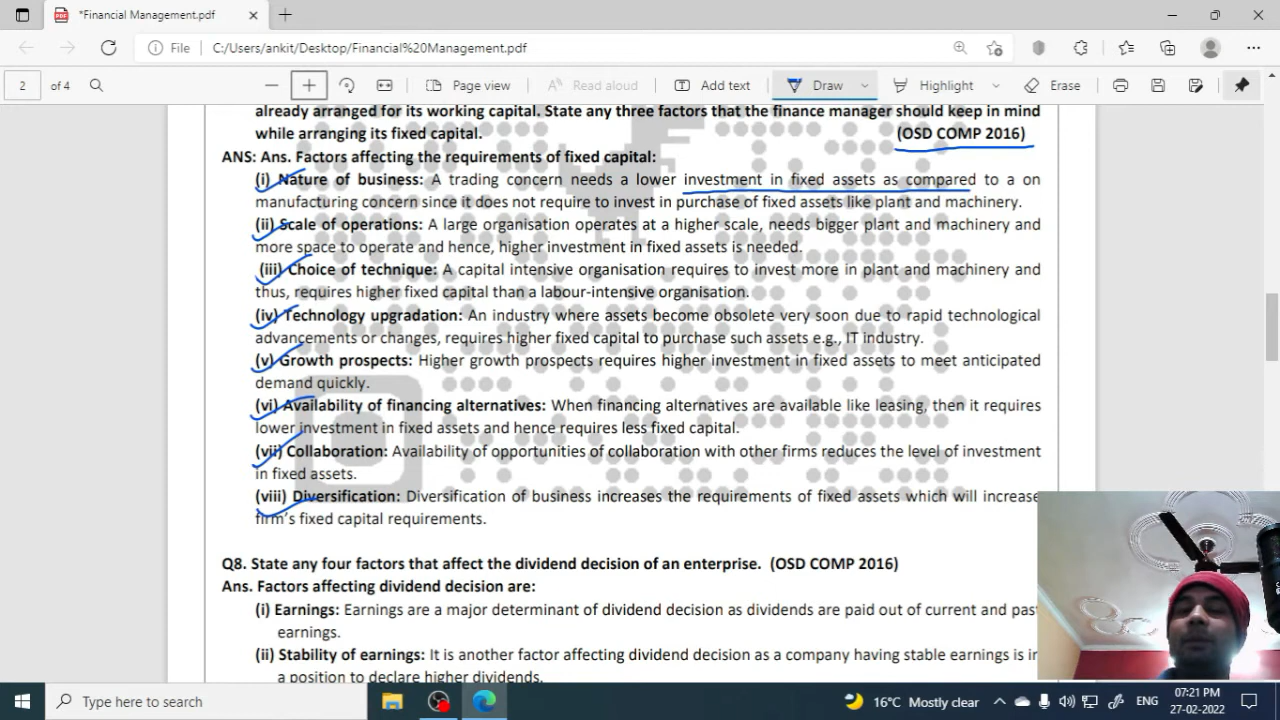 *Financial Management.pdf
File
C:/Users/ankit/Desktop/Financial%20Management.pdf
2 of 4
Page view
Read aloud
Add text
Draw
Highlight
Erase
already arranged for its working capital. State any three factors that the finance manager should keep in mind
while arranging its fixed capital. (OSD COMP 2016)
ANS: Ans. Factors affecting the requirements of fixed capital:
(i) Nature of business: A trading concern needs a lower investment in fixed assets as compared to a on
manufacturing concern since it does not require to invest in purchase of fixed assets like plant and machinery.
(ii) Scale of operations: A large organisation operates at a higher scale, needs bigger plant and machinery and
more space to operate and hence, higher investment in fixed assets is needed.
(iii) Choice of technique: A capital intensive organisation requires to invest more in plant and machinery and
thus, requires higher fixed capital than a labour-intensive organisation.
(iv) Technology upgradation: An industry where assets become obsolete very soon due to rapid technological
advancements or changes, requires higher fixed capital to purchase such assets e.g., IT industry.
(v) Growth prospects: Higher growth prospects requires higher investment in fixed assets to meet anticipated
demand quickly.
(vi) Availability of financing alternatives: When financing alternatives are available like leasing, then it requires
lower investment in fixed assets and hence requires less fixed capital.
(vii) Collaboration: Availability of opportunities of collaboration with other firms reduces the level of investment
in fixed assets.
(viii) Diversification: Diversification of business increases the requirements of fixed assets which will increase
firm's fixed capital requirements.
Q8. State any four factors that affect the dividend decision of an enterprise. (OSD COMP 2016)
Ans. Factors affecting dividend decision are:
(i) Earnings: Earnings are a major determinant of dividend decision as dividends are paid out of current and past
earnings.
(ii) Stability of earnings: It is another factor affecting dividend decision as a company having stable earnings is in
a position to declare higher dividends.
Type here to search
16°C Mostly clear
ENG
07:21 PM
27-02-2022